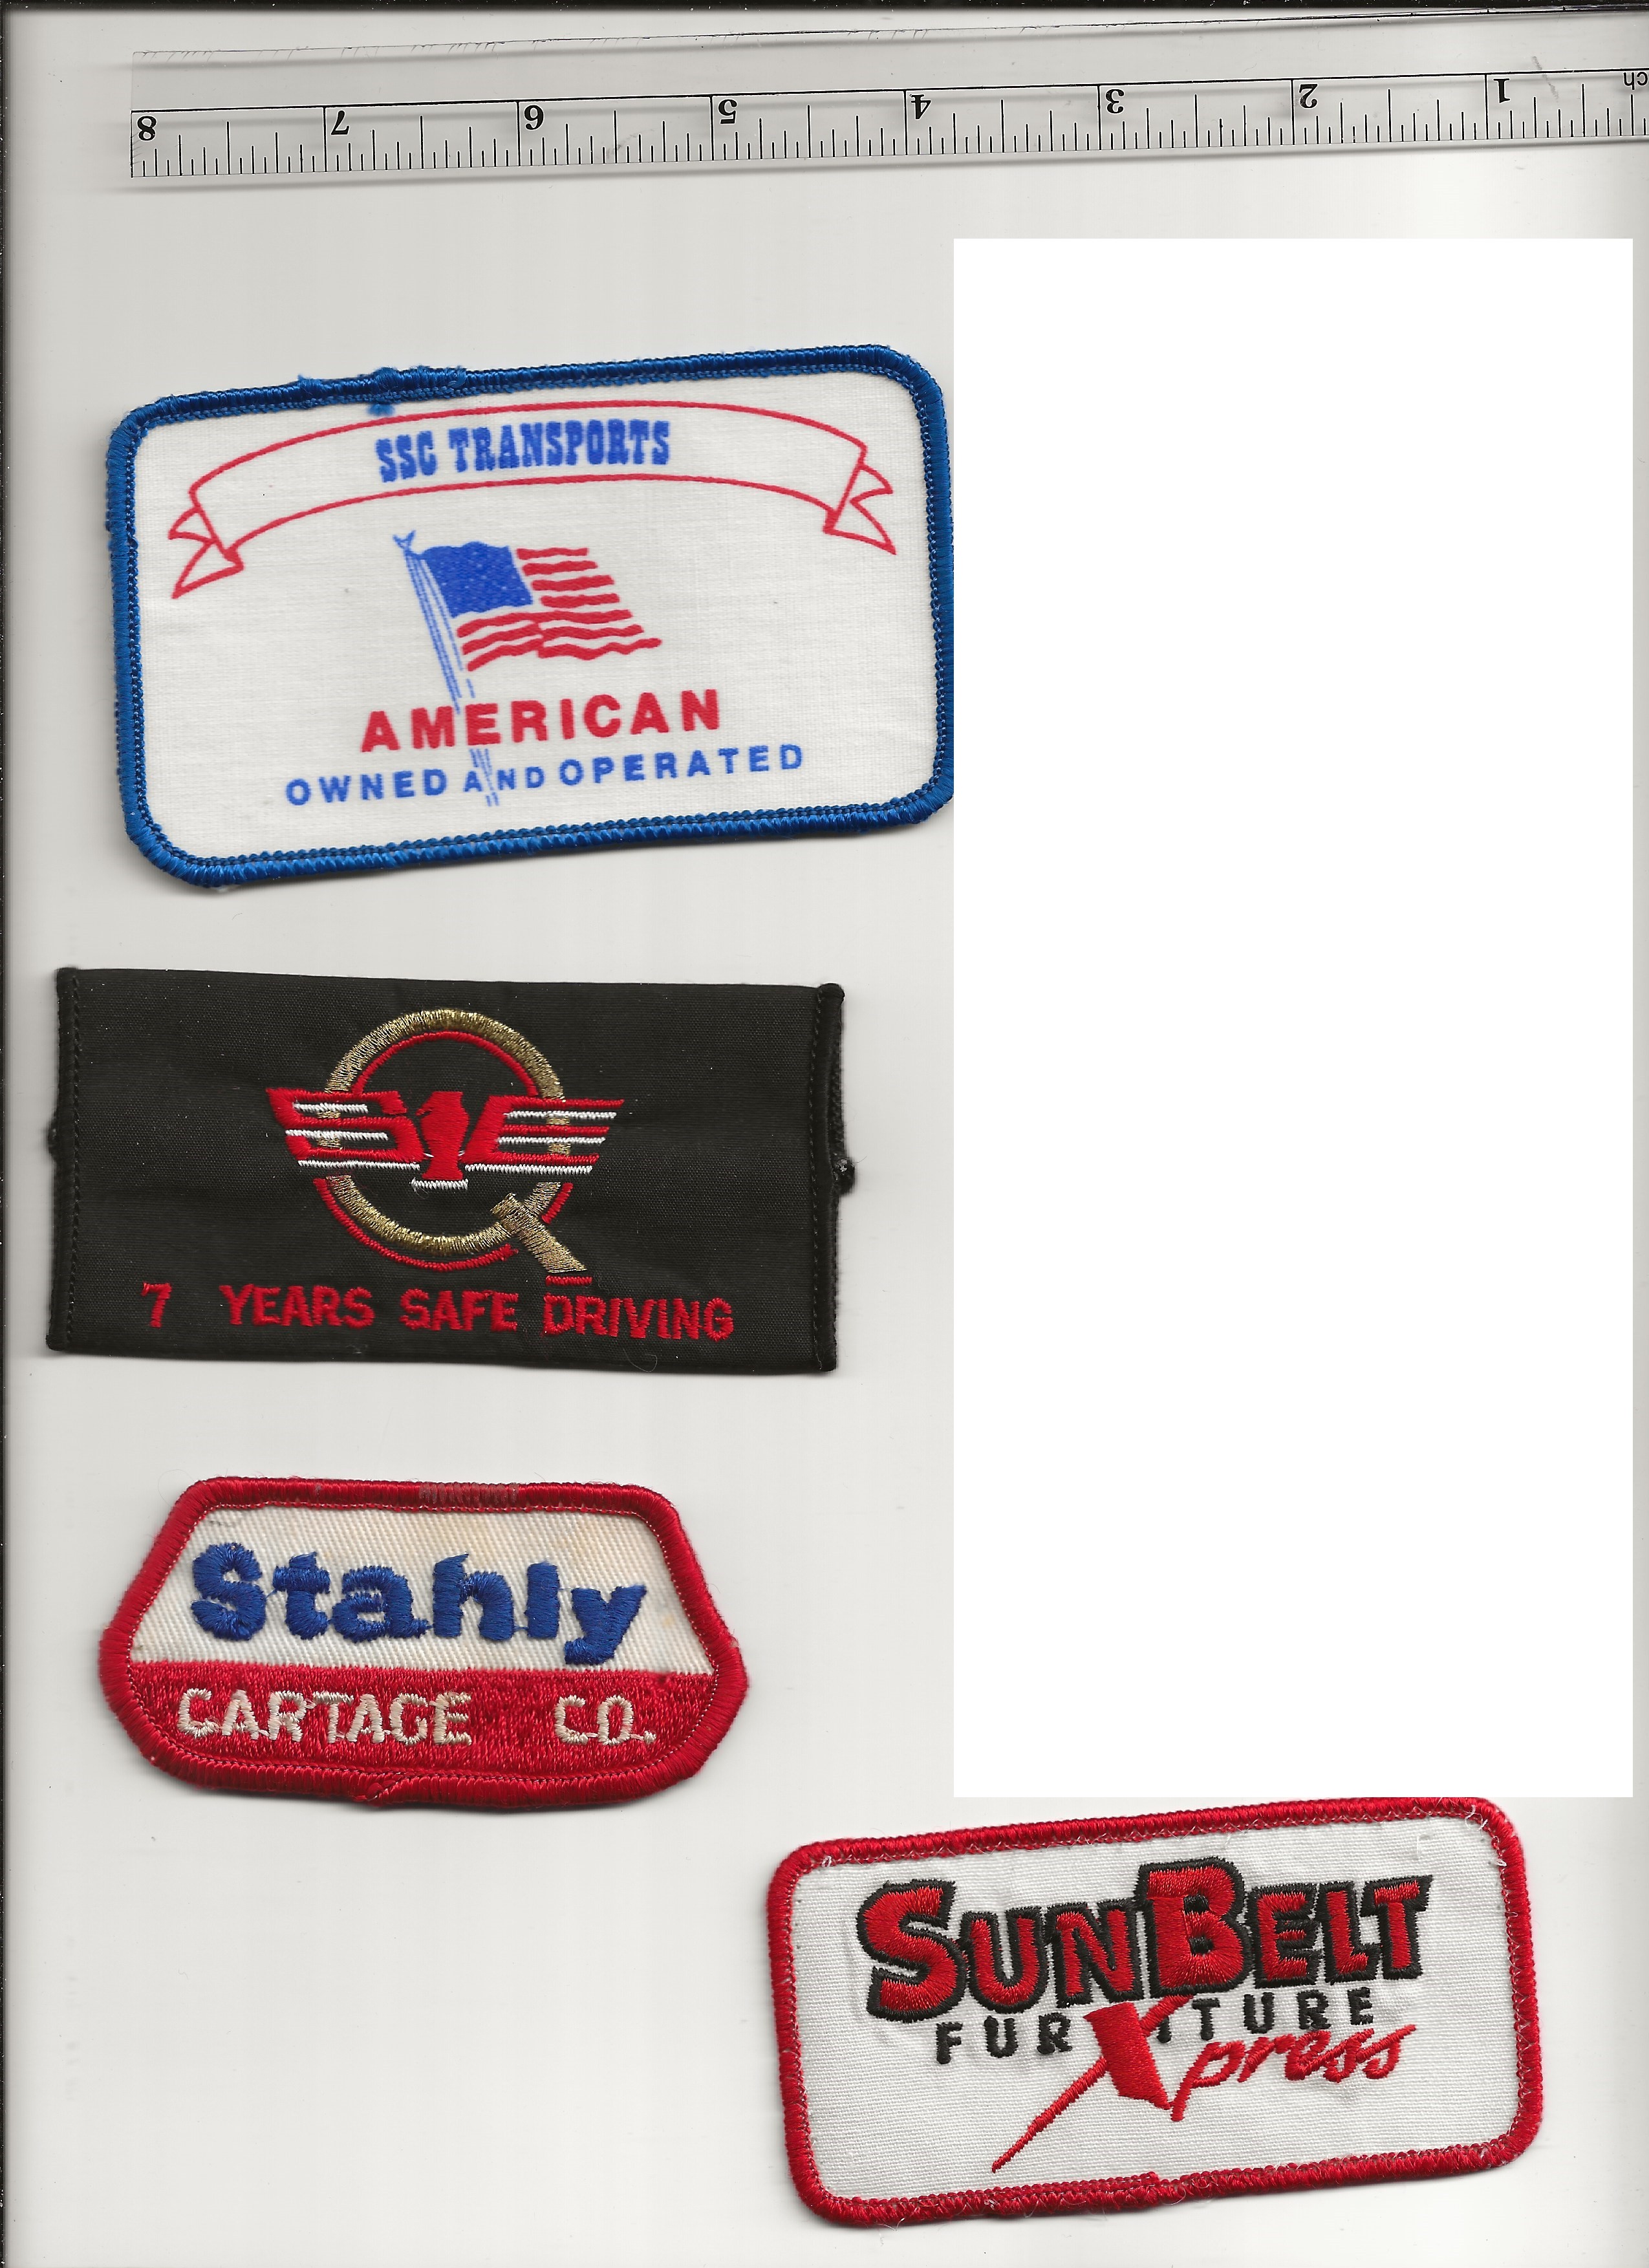 8 7 6 5 4 3 2 1 ch
SSC TRANSPORTS
AMERICAN
OWNED AND OPERATED
7 YEARS SAFE DRIVING
Stahly
CARTAGE CO.
SUNBELT
FURNITURE
Xpress